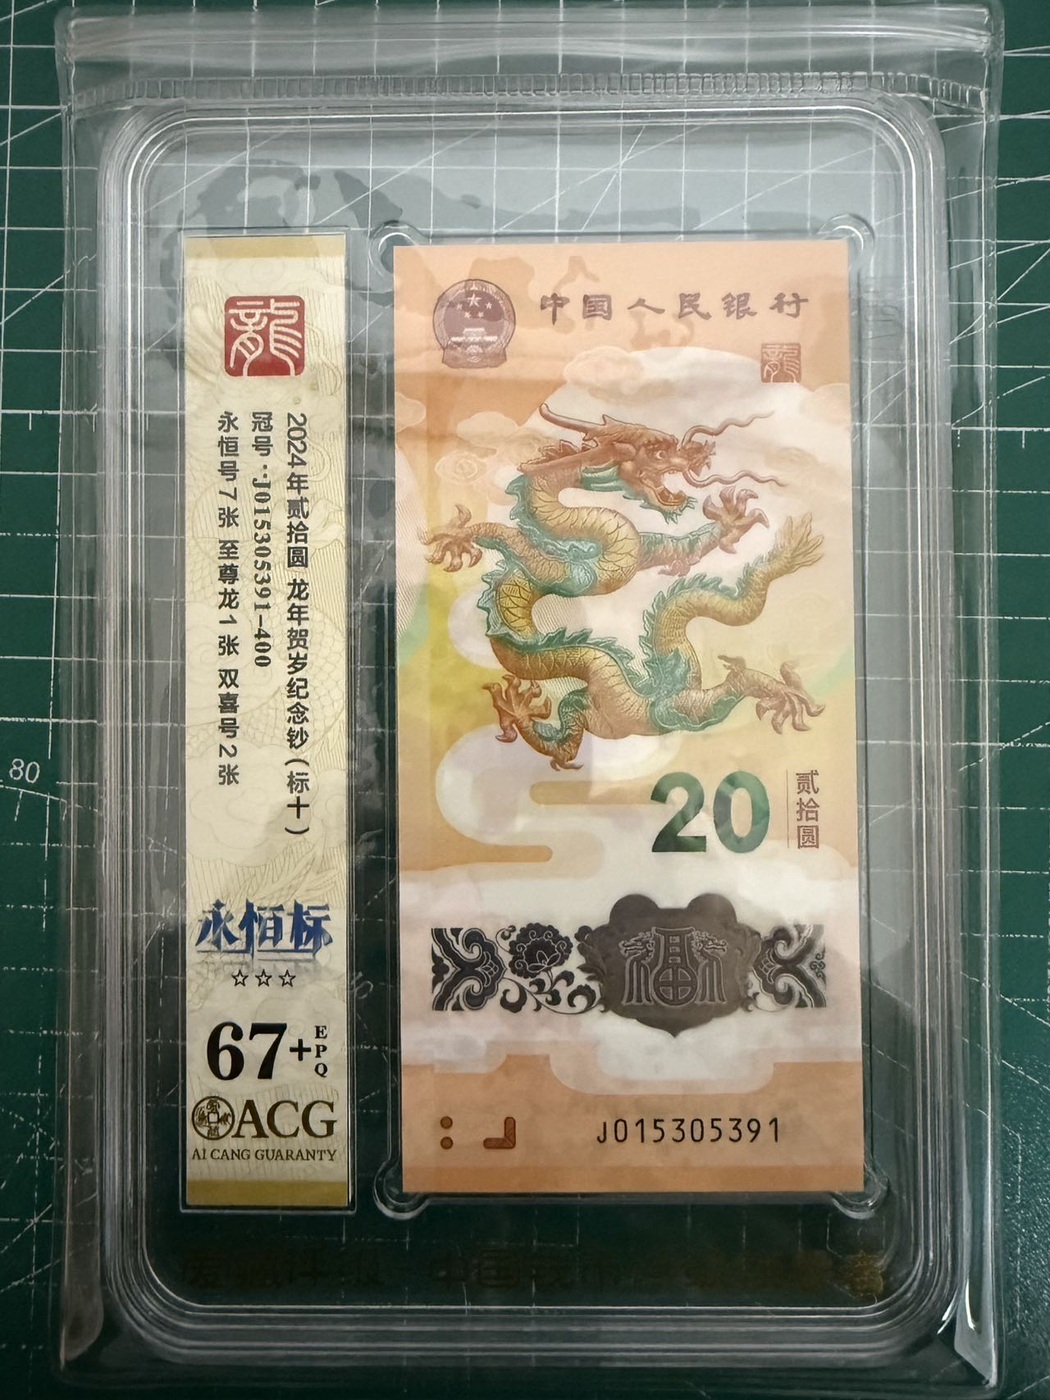 龍
2024年贰拾圆 龙年贺岁纪念钞(标十)
冠号:J015305391-400
永恒号7张 至尊龙1张 双喜号2张
永恒标
☆☆☆
67+EPQ
ACG
AI CANG GUARANTY
中国人民银行
龍
20
贰拾圆
J015305391
80